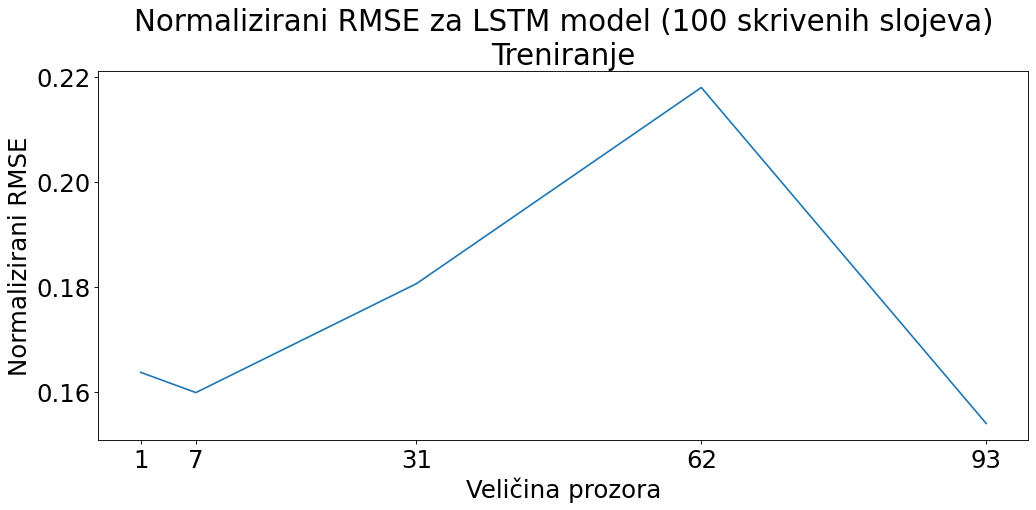 Normalizirani RMSE za LSTM model (100 skrivenih slojeva)
Treniranje
Normalizirani RMSE
0.22
0.20
0.18
0.16
1 7 31 62 93
Veličina prozora